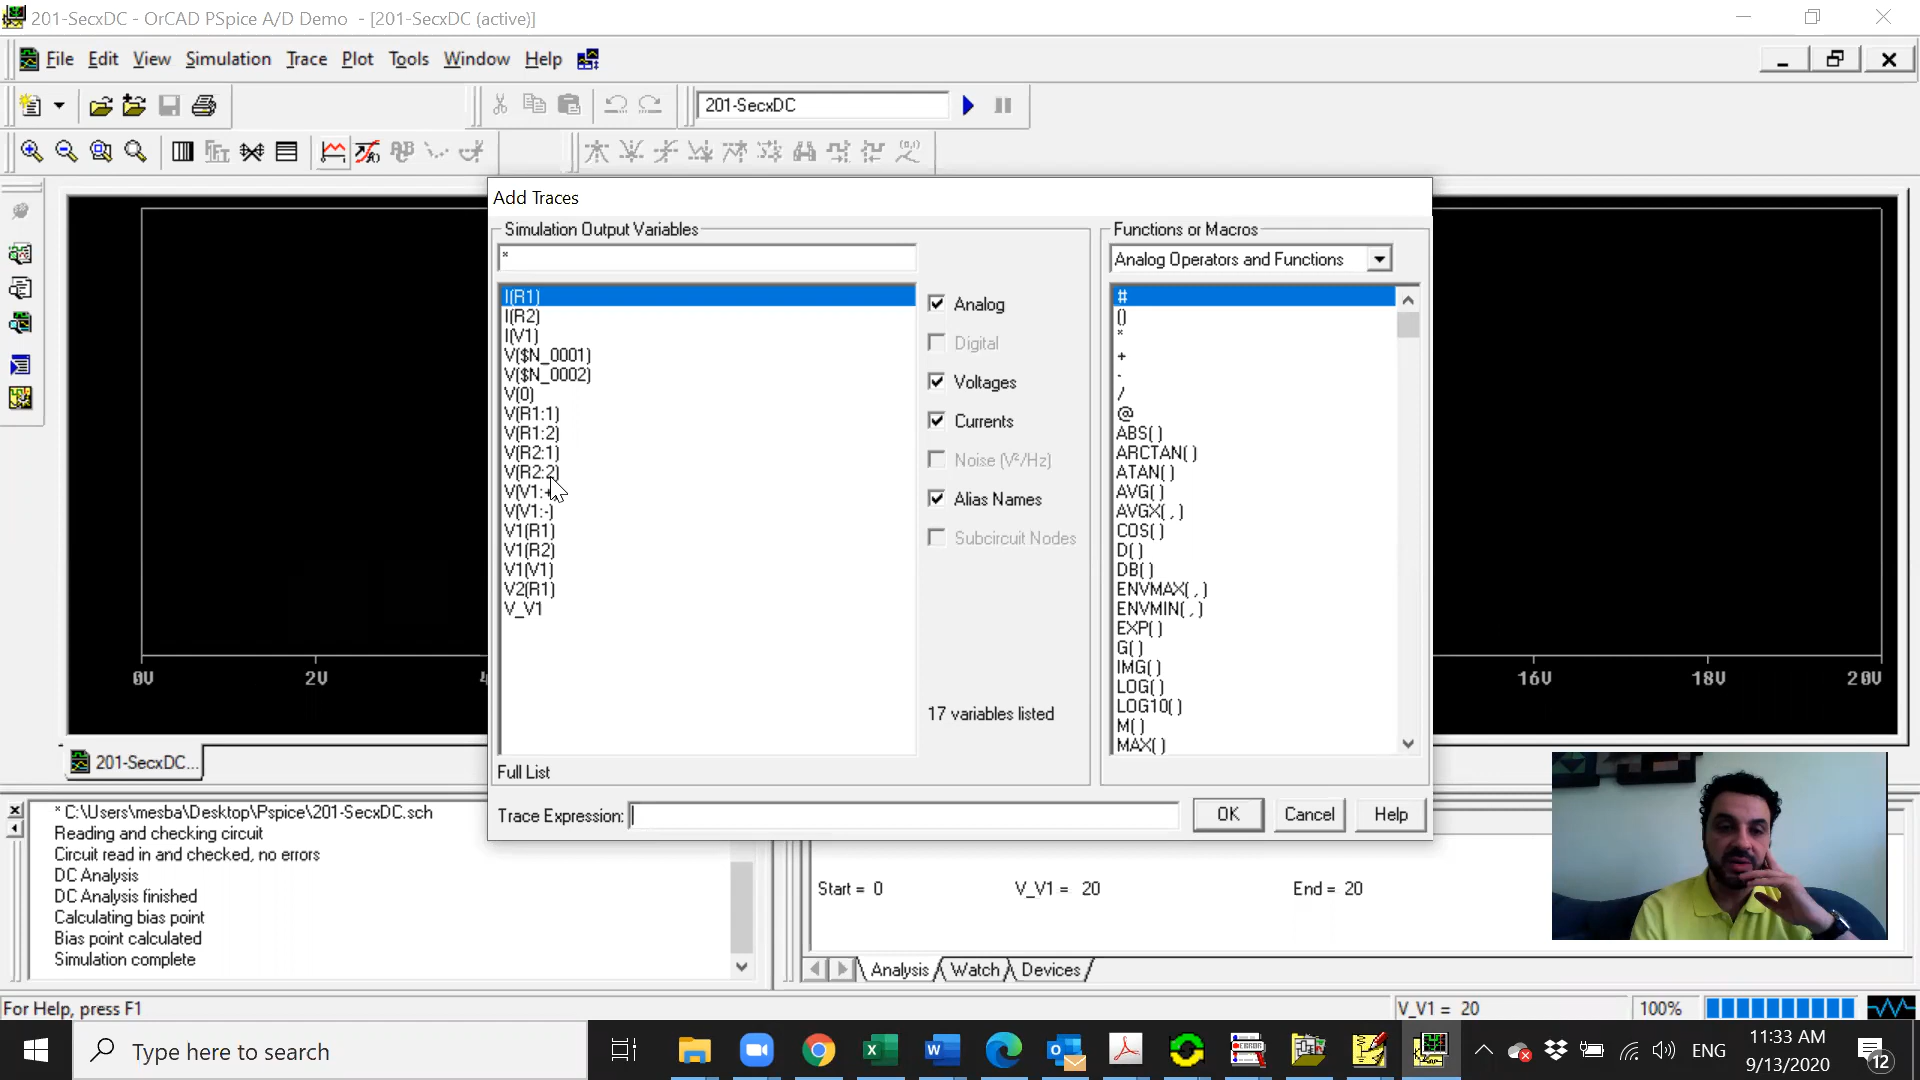 201-SecxDC - OrCAD PSpice A/D Demo - [201-SecxDC (active)]
File Edit View Simulation Trace Plot Tools Window Help
201-SecxDC
Add Traces
Simulation Output Variables
*
I(R1)
I(R2)
I(V1)
V($N_0001)
V($N_0002)
V(0)
V(R1:1)
V(R1:2)
V(R2:1)
V(R2:2)
V(V1:+
V(V1:-)
V1(R1)
V1(R2)
V1(V1)
V2(R1)
V_V1
Full List
Analog
Digital
Voltages
Currents
Noise (V²/Hz)
Alias Names
Subcircuit Nodes
17 variables listed
Functions or Macros
Analog Operators and Functions
#
()
*
+
-
/
@
ABS( )
ARCTAN( )
ATAN( )
AVG( )
AVGX( , )
COS( )
D( )
DB( )
ENVMAX( , )
ENVMIN( , )
EXP( )
G( )
IMG( )
LOG( )
LOG10( )
M( )
MAX( )
Trace Expression:
OK Cancel Help
0V 2V 4 16V 18V 20V
201-SecxDC...
* C:\Users\mesba\Desktop\Pspice\201-SecxDC.sch
Reading and checking circuit
Circuit read in and checked, no errors
DC Analysis
DC Analysis finished
Calculating bias point
Bias point calculated
Simulation complete
Start = 0 V_V1 = 20 End = 20
Analysis Watch Devices
For Help, press F1
V_V1 = 20 100%
Type here to search
ENG
11:33 AM
9/13/2020
12